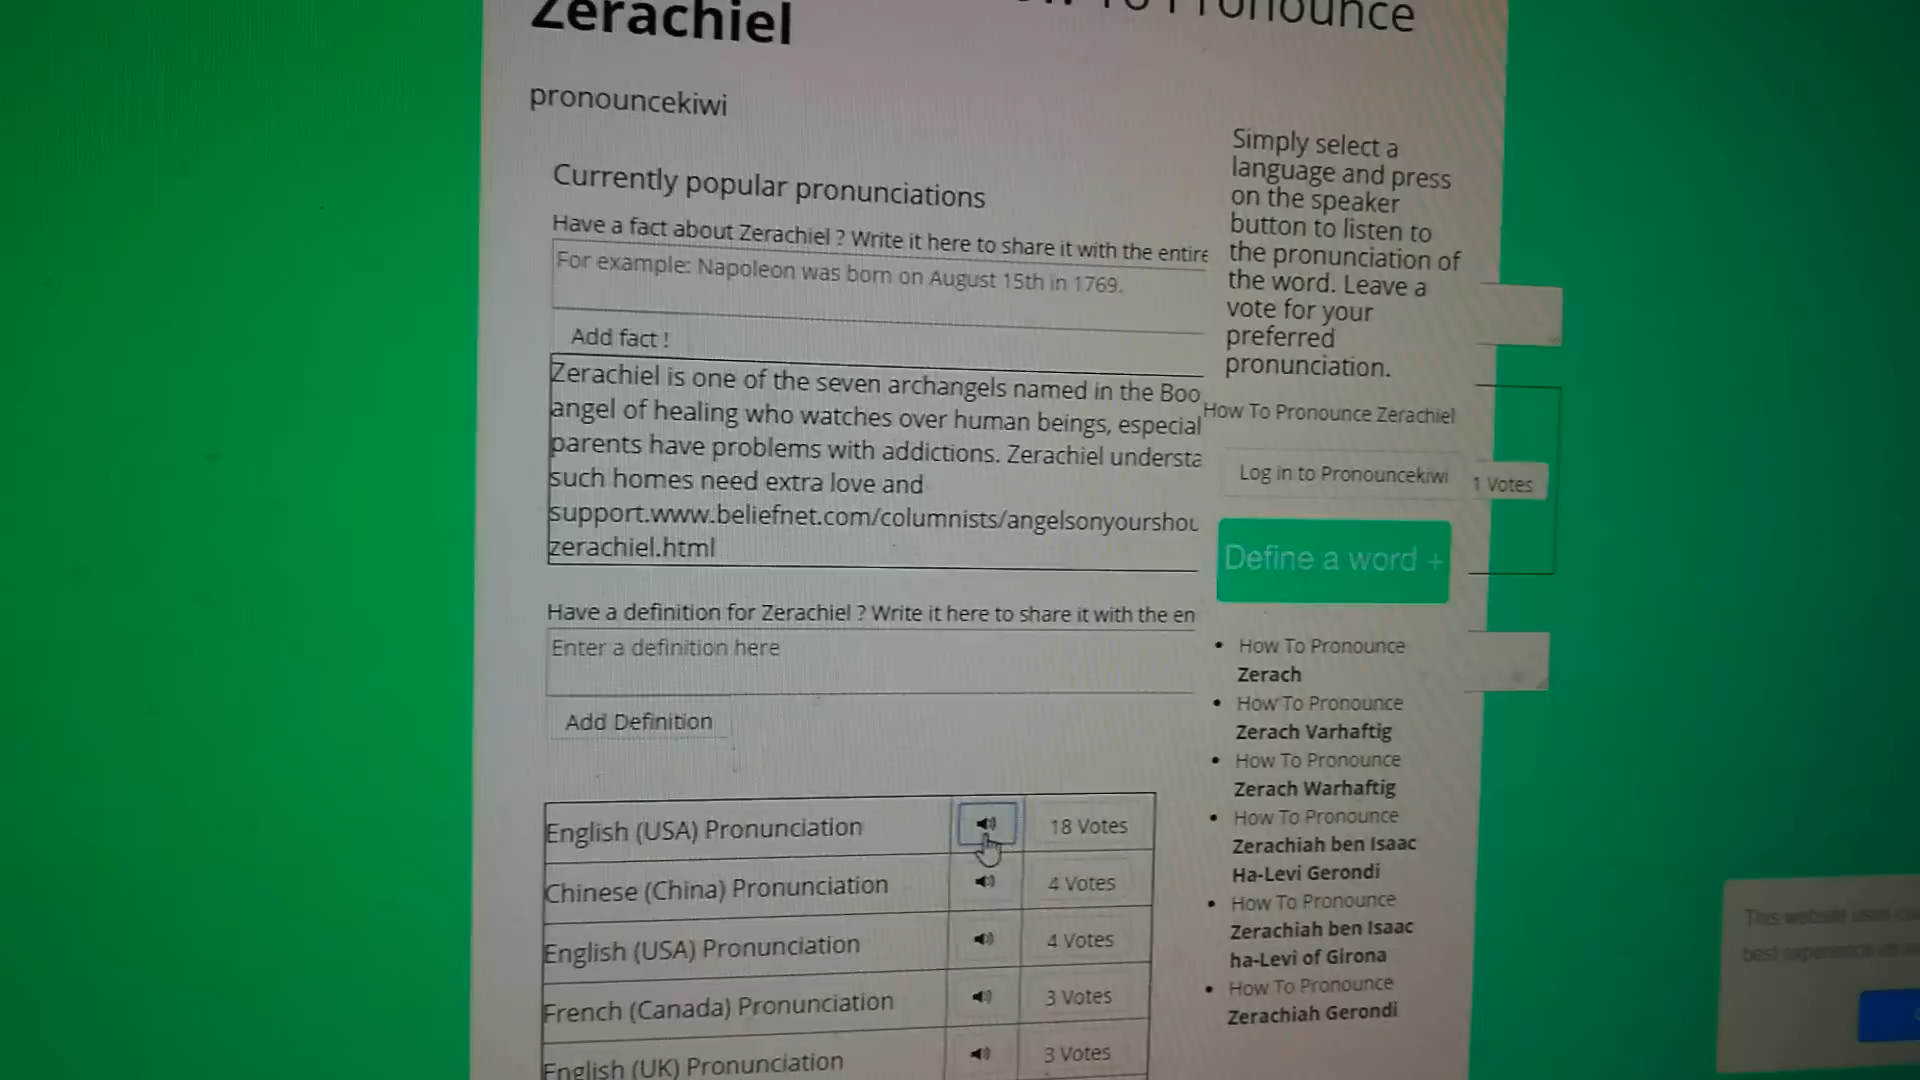 How To Pronounce
Zerachiel
pronouncekiwi
Currently popular pronunciations
Have a fact about Zerachiel ? Write it here to share it with the entire
For example: Napoleon was born on August 15th in 1769.
Add fact !
Zerachiel is one of the seven archangels named in the Boo
angel of healing who watches over human beings, especial
parents have problems with addictions. Zerachiel understa
such homes need extra love and
support.www.beliefnet.com/columnists/angelsonyourshou
zerachiel.html
Have a definition for Zerachiel ? Write it here to share it with the en
Enter a definition here
Add Definition
English (USA) Pronunciation
18 Votes
Chinese (China) Pronunciation
4 Votes
English (USA) Pronunciation
4 Votes
French (Canada) Pronunciation
3 Votes
English (UK) Pronunciation
3 Votes
Simply select a
language and press
on the speaker
button to listen to
the pronunciation of
the word. Leave a
vote for your
preferred
pronunciation.
How To Pronounce Zerachiel
Log in to Pronouncekiwi
1 Votes
Define a word +
How To Pronounce
Zerach
How To Pronounce
Zerach Varhaftig
How To Pronounce
Zerach Warhaftig
How To Pronounce
Zerachiah ben Isaac
Ha-Levi Gerondi
How To Pronounce
Zerachiah ben Isaac
ha-Levi of Girona
How To Pronounce
Zerachiah Gerondi
This website uses
best experience